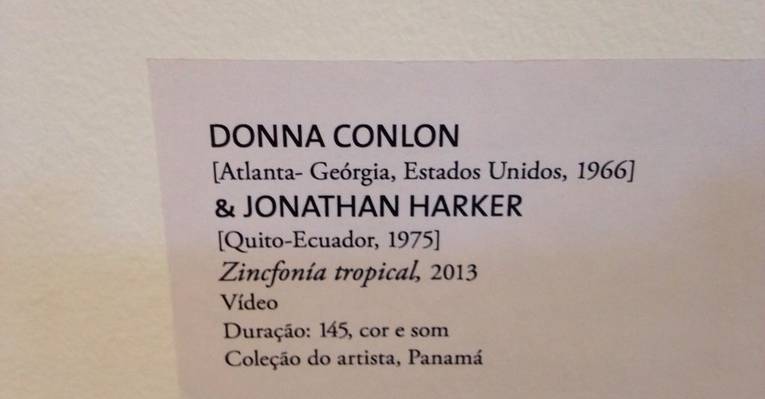 DONNA CONLON
[Atlanta- Geórgia, Estados Unidos, 1966]
& JONATHAN HARKER
[Quito-Ecuador, 1975]
Zincfonía tropical, 2013
Vídeo
Duração: 145, cor e som
Coleção do artista, Panamá